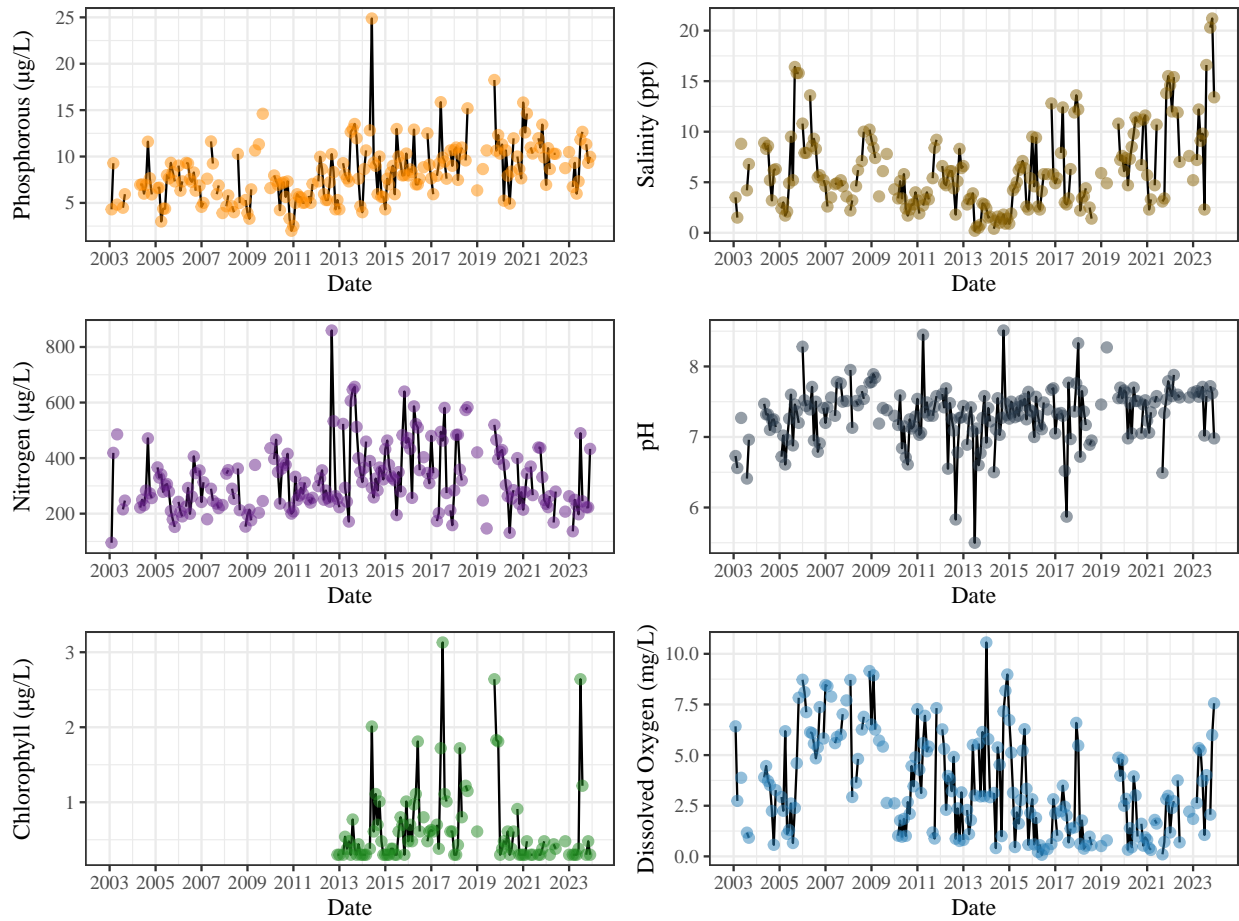 Phosphorous (µg/L)
25
20
15
10
5
2003 2005 2007 2009 2011 2013 2015 2017 2019 2021 2023
Date
Salinity (ppt)
20
15
10
5
0
2003 2005 2007 2009 2011 2013 2015 2017 2019 2021 2023
Date
Nitrogen (µg/L)
800
600
400
200
2003 2005 2007 2009 2011 2013 2015 2017 2019 2021 2023
Date
pH
8
7
6
2003 2005 2007 2009 2011 2013 2015 2017 2019 2021 2023
Date
Chlorophyll (µg/L)
3
2
1
2003 2005 2007 2009 2011 2013 2015 2017 2019 2021 2023
Date
Dissolved Oxygen (mg/L)
10.0
7.5
5.0
2.5
0.0
2003 2005 2007 2009 2011 2013 2015 2017 2019 2021 2023
Date